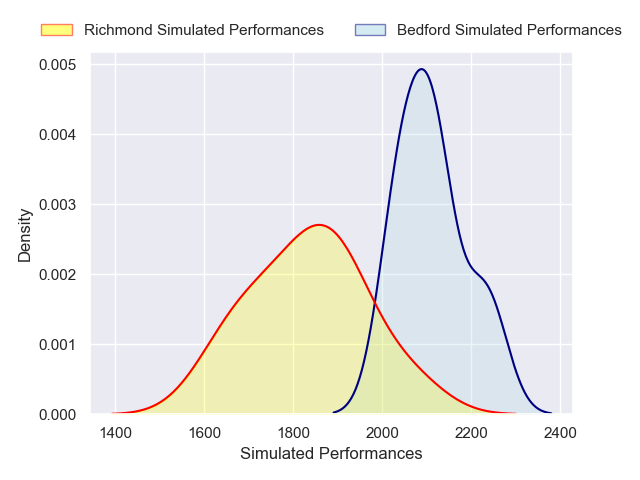 Richmond Simulated Performances
Bedford Simulated Performances
0.005
0.004
0.003
0.002
0.001
0.000
Density
1400 1600 1800 2000 2200 2400
Simulated Performances